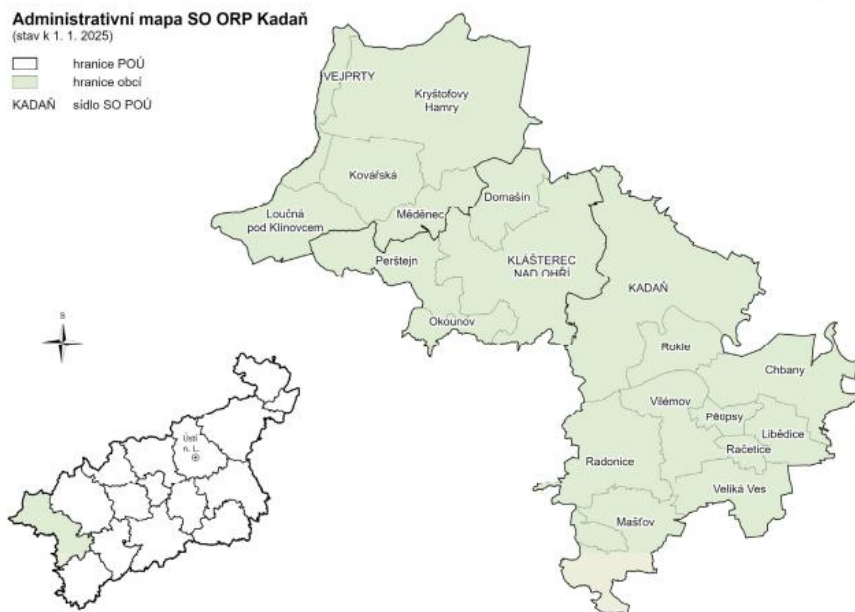 Administrativní mapa SO ORP Kadaň
(stav k 1. 1. 2025)
hranice POÚ
hranice obcí
KADAŇ sídlo SO POÚ
VEJPRTY
Kryštofovy
Hamry
Kovářská
Domašín
Loučná
pod Klínovcem
Měděnec
Perštejn
KLÁŠTEREC
NAD OHŘÍ
KADAŇ
Okounov
Rokle
Chbany
Vilémov
Pětipsy
Libědice
Račetice
Radonice
Veliká Ves
Mašťov
S
Ústí
n. L.